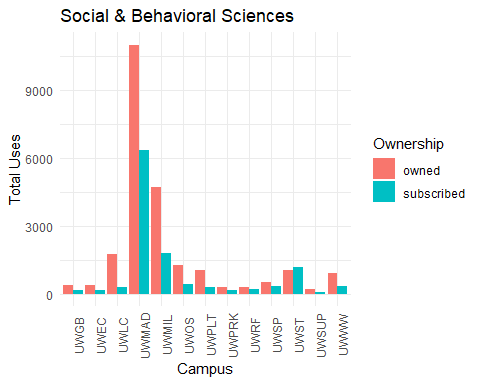 Social & Behavioral Sciences
Total Uses
9000
6000
3000
0
UWGB
UWEC
UWLC
UWMAD
UWMIL
UWOS
UWPLT
UWPRK
UWRF
UWSP
UWST
UWSUP
UWWW
Campus
Ownership
owned
subscribed